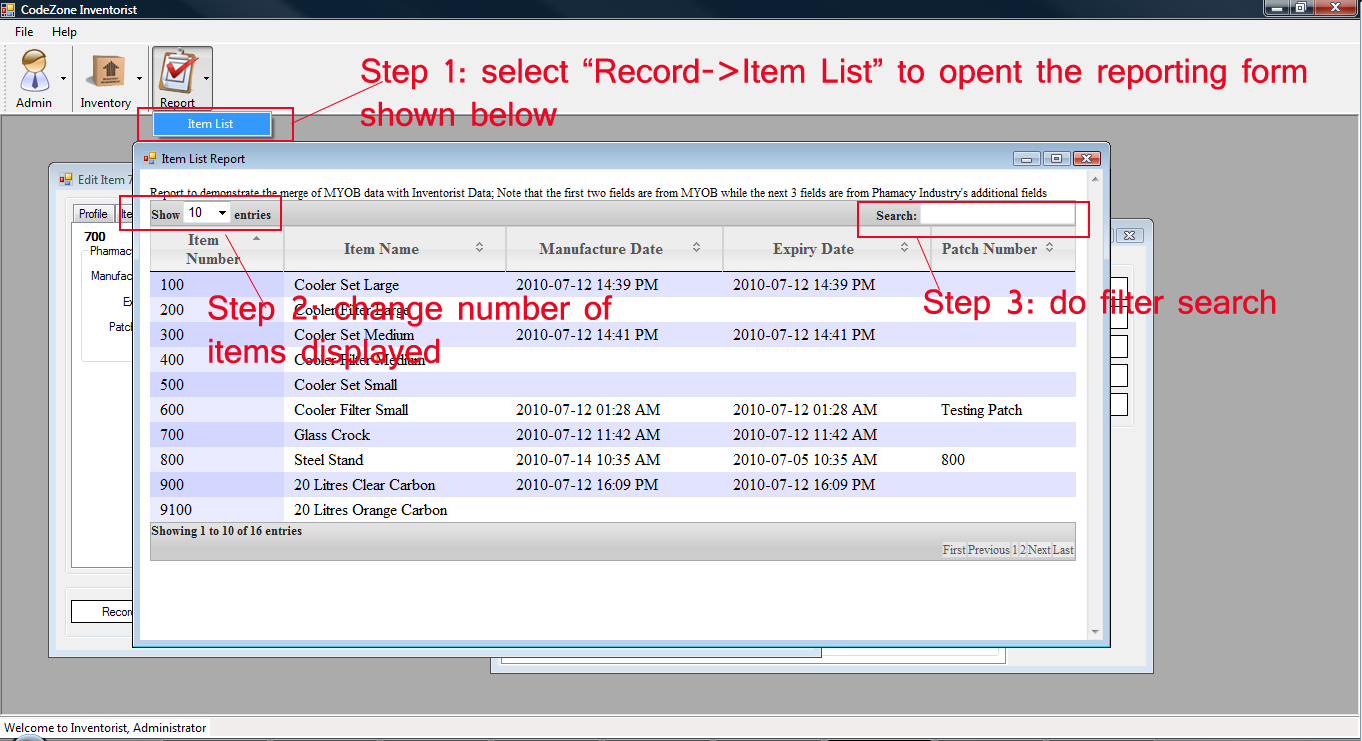 CodeZone Inventorist
File Help
Admin Inventory Report
Step 1: select “Record->Item List” to opent the reporting form
shown below
Item List
Item List Report
Edit Item 7
Report to demonstrate the merge of MYOB data with Inventorist Data; Note that the first two fields are from MYOB while the next 3 fields are from Phamacy Industry's additional fields
Profile Ite
Show 10 entries Search:
700
Pharmac
Manufac
Ex
Patch
Item Number Item Name Manufacture Date Expiry Date Patch Number
100 Cooler Set Large 2010-07-12 14:39 PM 2010-07-12 14:39 PM
200 Cooler Filter Large
Step 2: change number of
items displayed
Step 3: do filter search
300 Cooler Set Medium 2010-07-12 14:41 PM 2010-07-12 14:41 PM
400 Cooler Filter Medium
500 Cooler Set Small
600 Cooler Filter Small 2010-07-12 01:28 AM 2010-07-12 01:28 AM Testing Patch
700 Glass Crock 2010-07-12 11:42 AM 2010-07-12 11:42 AM
800 Steel Stand 2010-07-14 10:35 AM 2010-07-05 10:35 AM 800
900 20 Litres Clear Carbon 2010-07-12 16:09 PM 2010-07-12 16:09 PM
9100 20 Litres Orange Carbon
Showing 1 to 10 of 16 entries
First Previous 1 2 Next Last
Recor
Welcome to Inventorist, Administrator